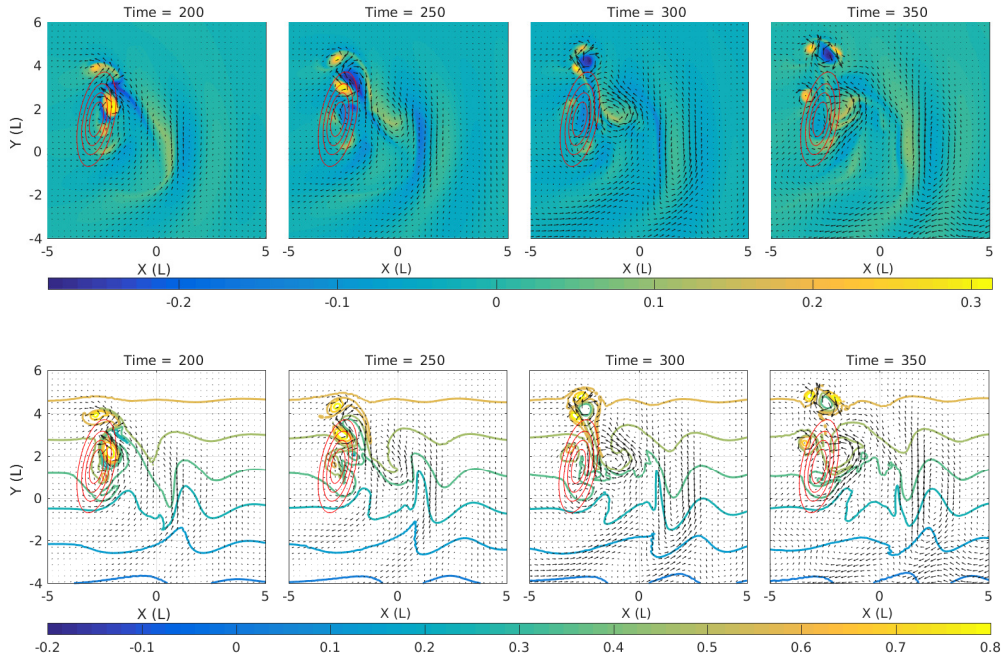 Time = 200 Time = 250 Time = 300 Time = 350
6
4
2
0
-2
-4
Y (L)
-5 0 5 -5 0 5 -5 0 5 -5 0 5
X (L) X (L) X (L) X (L)
-0.2 -0.1 0 0.1 0.2 0.3
Time = 200 Time = 250 Time = 300 Time = 350
6
4
2
0
-2
-4
Y (L)
-5 0 5 -5 0 5 -5 0 5 -5 0 5
X (L) X (L) X (L) X (L)
-0.2 -0.1 0 0.1 0.2 0.3 0.4 0.5 0.6 0.7 0.8